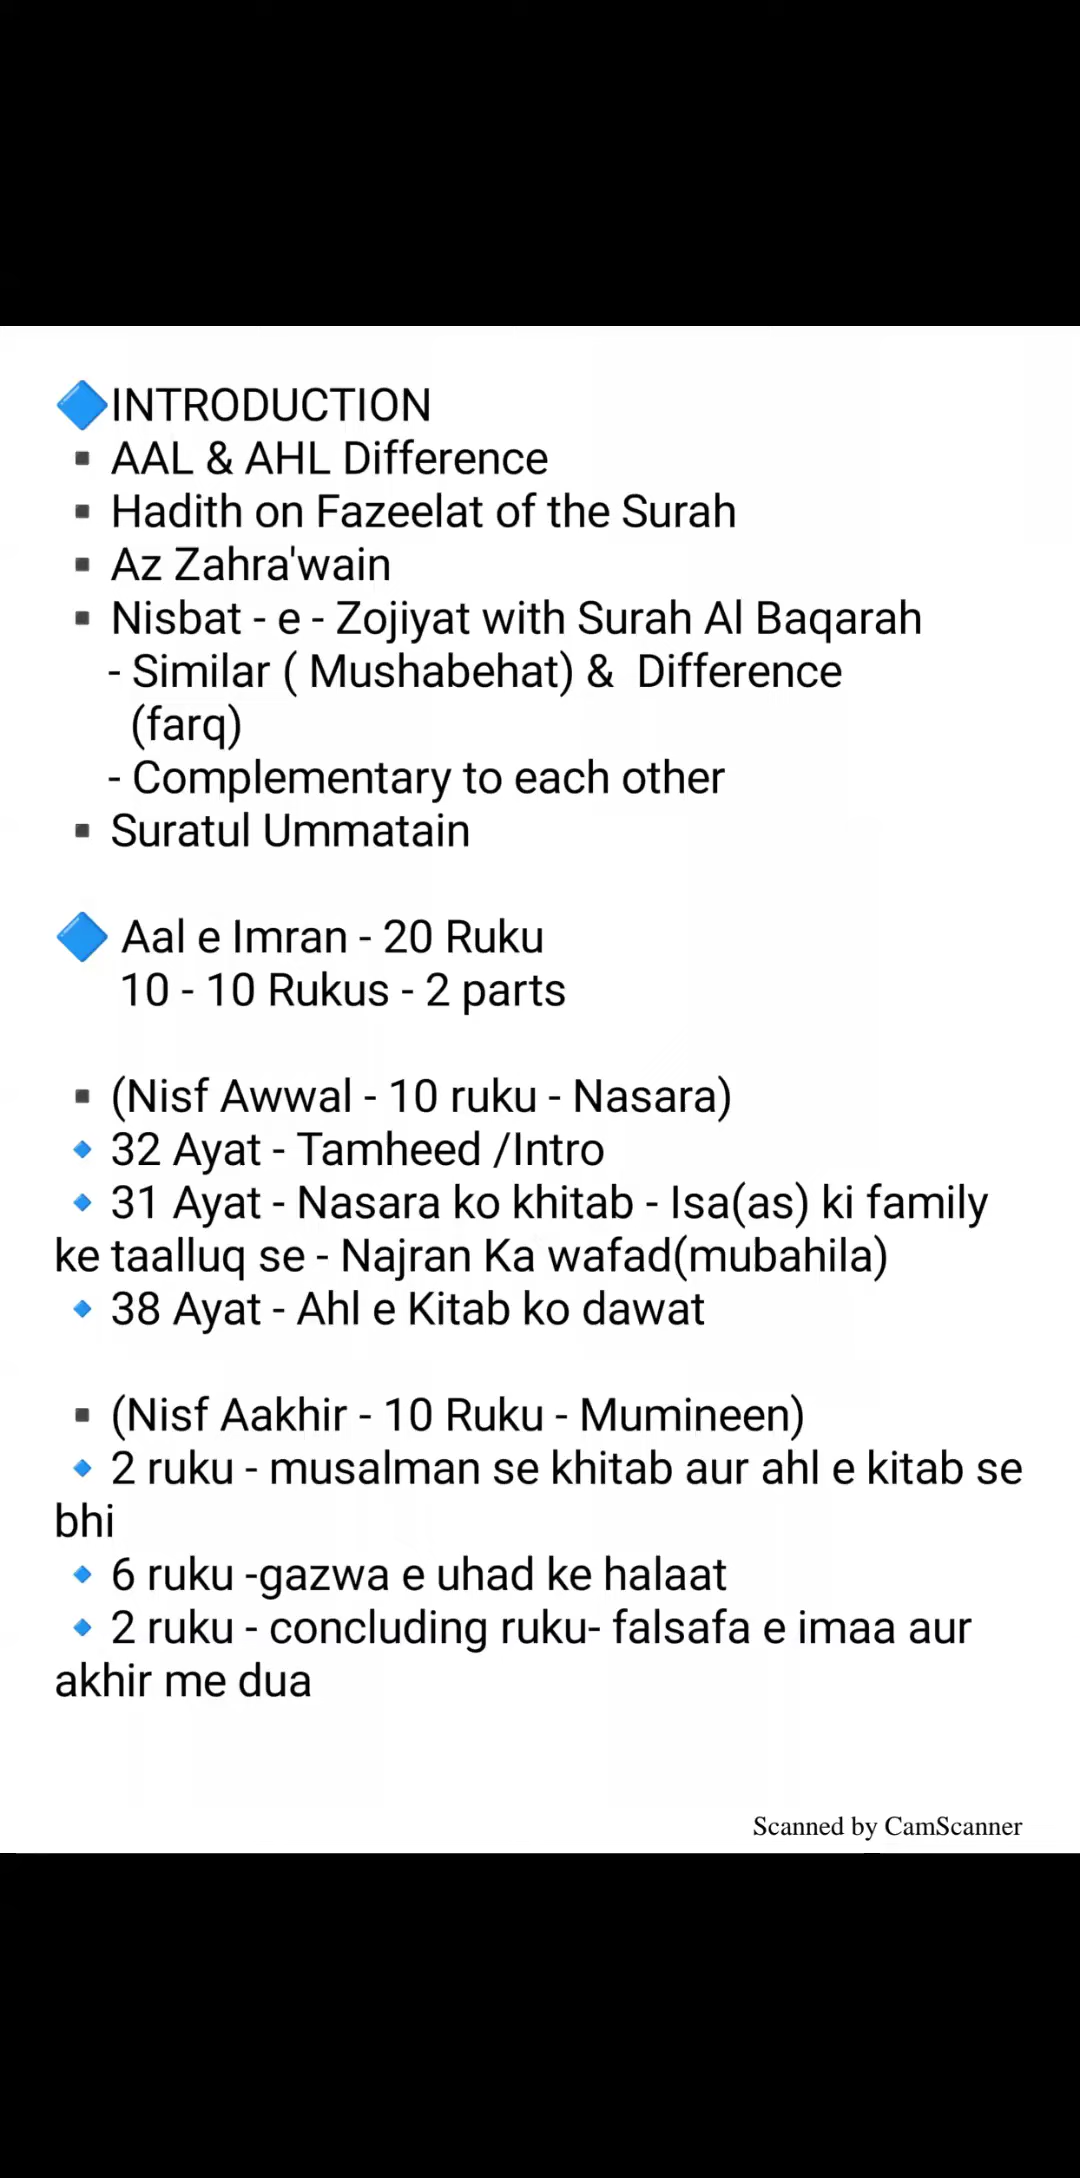 🔷INTRODUCTION
▪ AAL & AHL Difference
▪ Hadith on Fazeelat of the Surah
▪ Az Zahra'wain
▪ Nisbat - e - Zojiyat with Surah Al Baqarah
- Similar ( Mushabehat) & Difference
(farq)
- Complementary to each other
▪ Suratul Ummatain
🔷 Aal e Imran - 20 Ruku
10 - 10 Rukus - 2 parts
▪ (Nisf Awwal - 10 ruku - Nasara)
🔹 32 Ayat - Tamheed /Intro
🔹 31 Ayat - Nasara ko khitab - Isa(as) ki family
ke taalluq se - Najran Ka wafad(mubahila)
🔹 38 Ayat - Ahl e Kitab ko dawat
▪ (Nisf Aakhir - 10 Ruku - Mumineen)
🔹 2 ruku - musalman se khitab aur ahl e kitab se
bhi
🔹 6 ruku -gazwa e uhad ke halaat
🔹 2 ruku - concluding ruku- falsafa e imaa aur
akhir me dua
Scanned by CamScanner